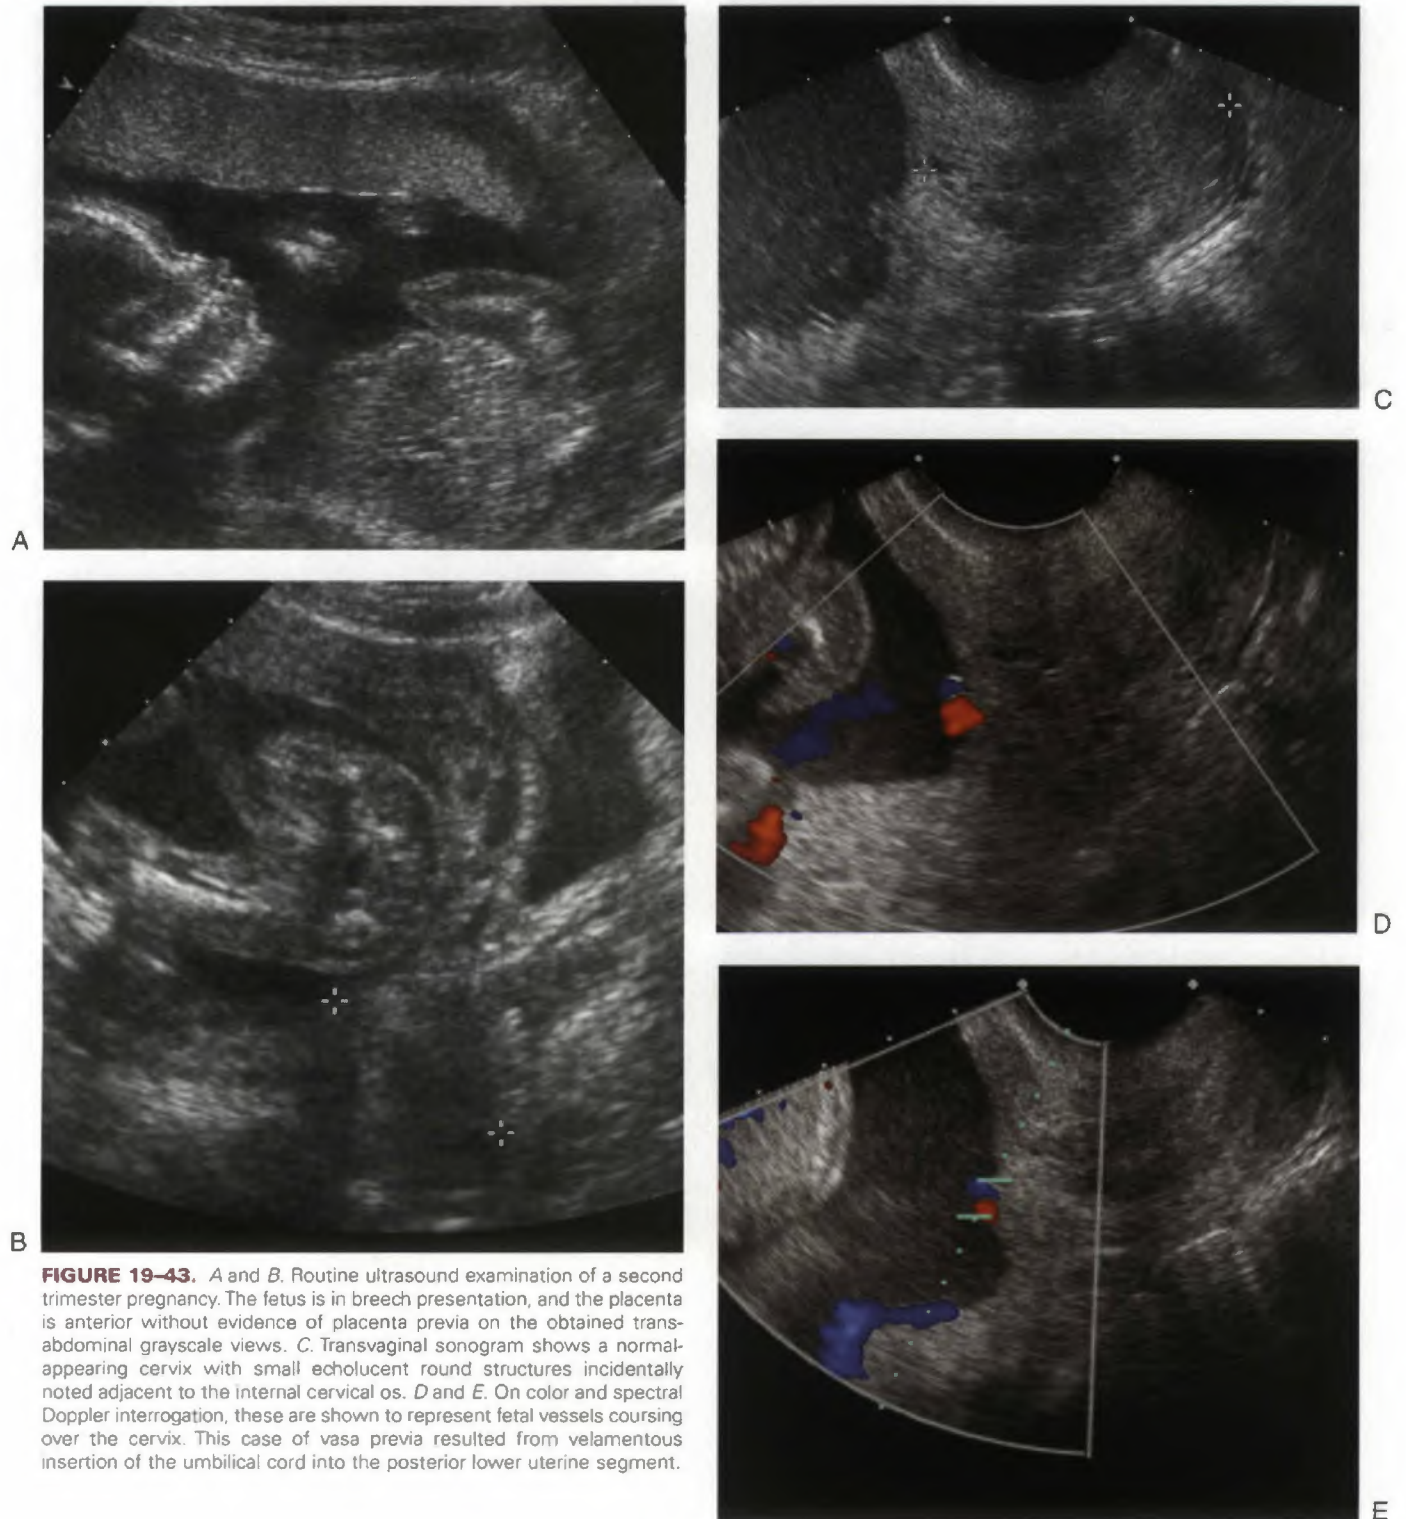 A
B
C
D
E
FIGURE 19–43. A and B. Routine ultrasound examination of a second
trimester pregnancy. The fetus is in breech presentation, and the placenta
is anterior without evidence of placenta previa on the obtained trans-
abdominal grayscale views. C. Transvaginal sonogram shows a normal-
appearing cervix with small echolucent round structures incidentally
noted adjacent to the internal cervical os. D and E. On color and spectral
Doppler interrogation, these are shown to represent fetal vessels coursing
over the cervix. This case of vasa previa resulted from velamentous
insertion of the umbilical cord into the posterior lower uterine segment.